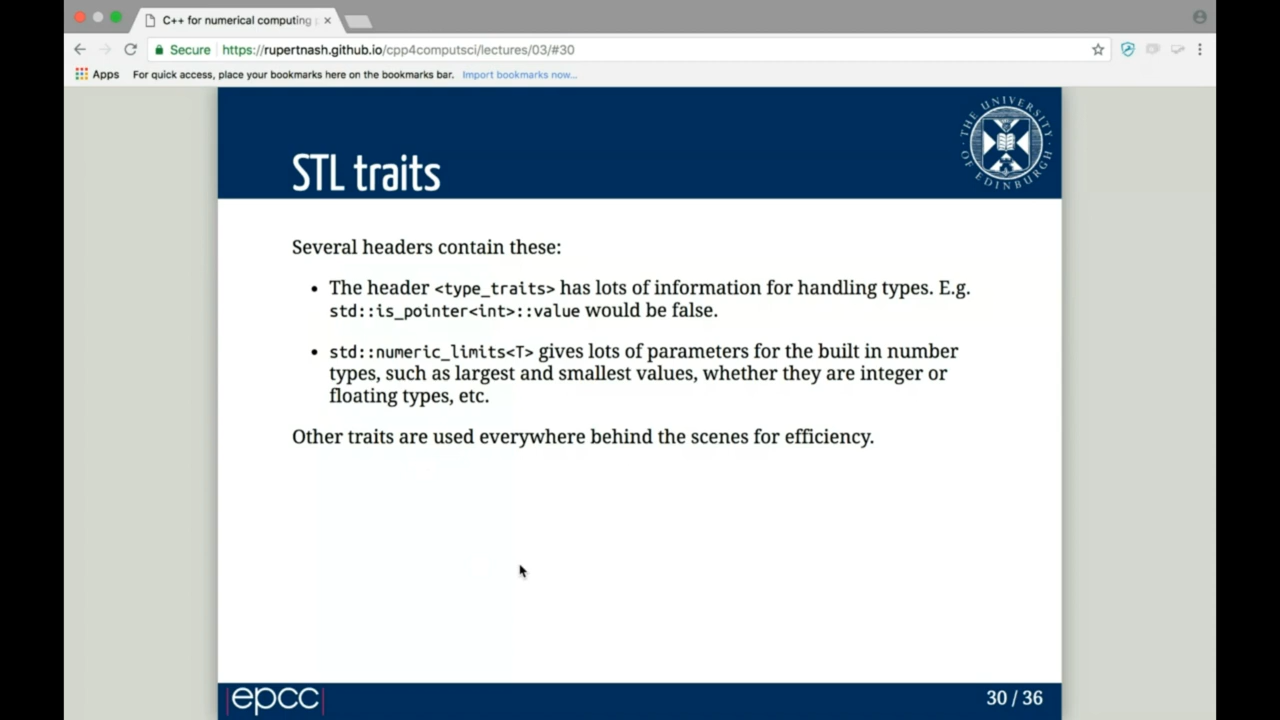 C++ for numerical computing
Secure https://rupertnash.github.io/cpp4computsci/lectures/03/#30
Apps For quick access, place your bookmarks here on the bookmarks bar. Import bookmarks now...
THE UNIVERSITY OF EDINBURGH
STL traits
Several headers contain these:
• The header <type_traits> has lots of information for handling types. E.g.
std::is_pointer<int>::value would be false.
• std::numeric_limits<T> gives lots of parameters for the built in number
types, such as largest and smallest values, whether they are integer or
floating types, etc.
Other traits are used everywhere behind the scenes for efficiency.
epcc
30 / 36